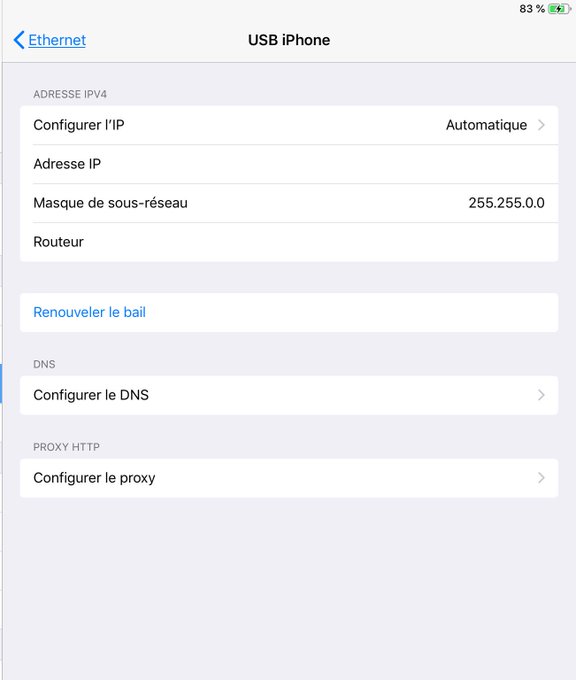 83 %
Ethernet
USB iPhone
ADRESSE IPV4
Configurer l’IP Automatique
Adresse IP
Masque de sous-réseau 255.255.0.0
Routeur
Renouveler le bail
DNS
Configurer le DNS
PROXY HTTP
Configurer le proxy